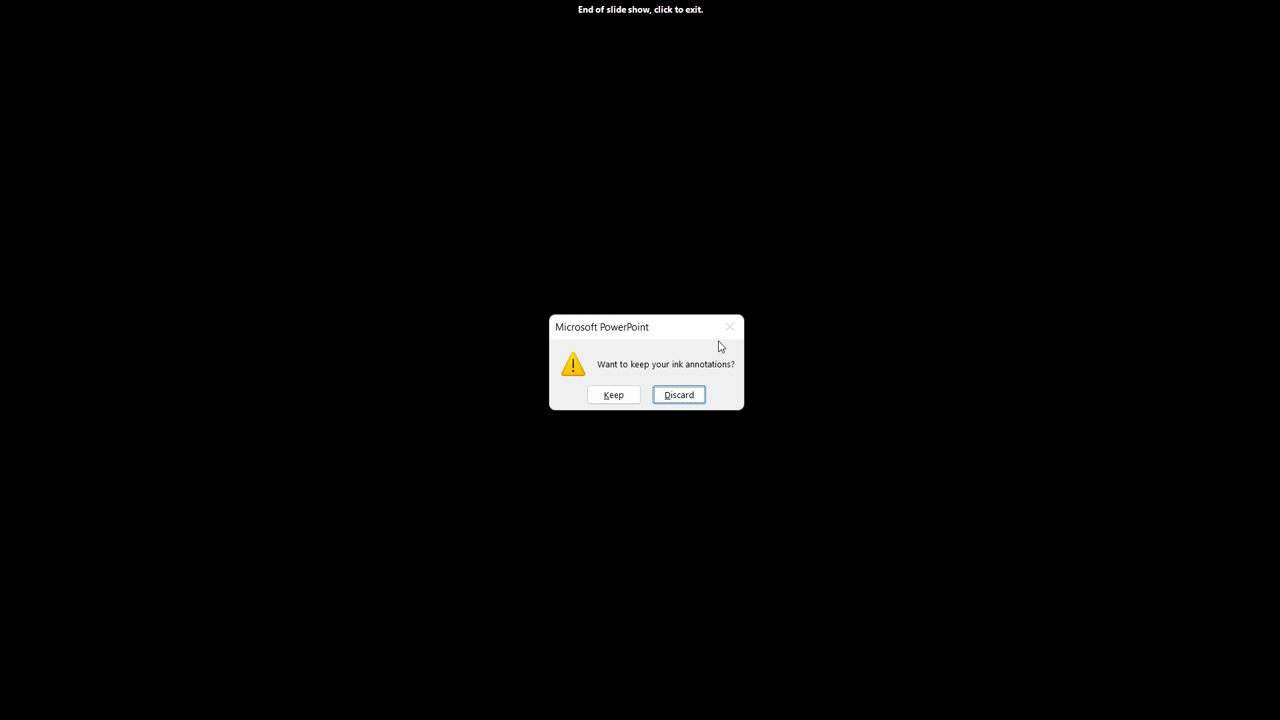 End of slide show, click to exit.
Microsoft PowerPoint
Want to keep your ink annotations?
Keep Discard